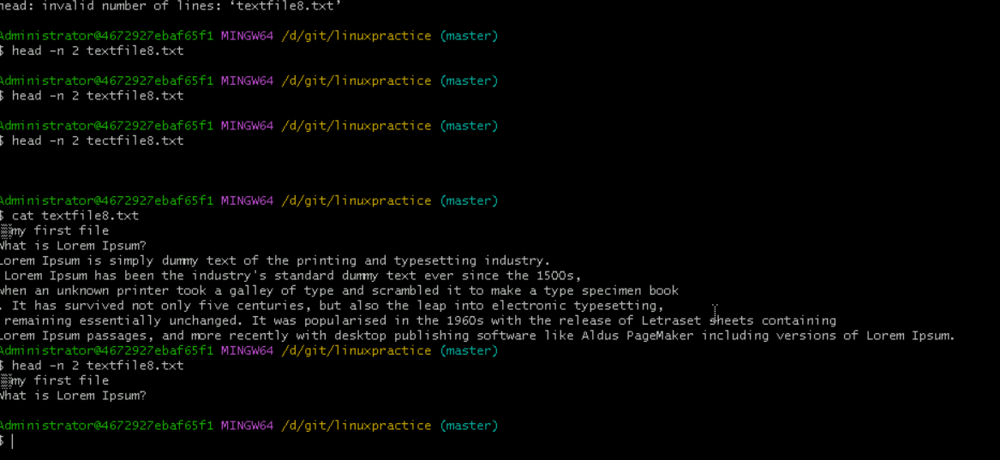 head: invalid number of lines: ‘textfile8.txt’
Administrator@4672927ebaf65f1 MINGW64 /d/git/linuxpractice (master)
$ head -n 2 textfile8.txt
Administrator@4672927ebaf65f1 MINGW64 /d/git/linuxpractice (master)
$ head -n 2 textfile8.txt
Administrator@4672927ebaf65f1 MINGW64 /d/git/linuxpractice (master)
$ head -n 2 tectfile8.txt
Administrator@4672927ebaf65f1 MINGW64 /d/git/linuxpractice (master)
$ cat textfile8.txt
▒▒my first file
What is Lorem Ipsum?
Lorem Ipsum is simply dummy text of the printing and typesetting industry.
 Lorem Ipsum has been the industry's standard dummy text ever since the 1500s,
when an unknown printer took a galley of type and scrambled it to make a type specimen book
. It has survived not only five centuries, but also the leap into electronic typesetting,
 remaining essentially unchanged. It was popularised in the 1960s with the release of Letraset sheets containing
Lorem Ipsum passages, and more recently with desktop publishing software like Aldus PageMaker including versions of Lorem Ipsum.
Administrator@4672927ebaf65f1 MINGW64 /d/git/linuxpractice (master)
$ head -n 2 textfile8.txt
▒▒my first file
What is Lorem Ipsum?
Administrator@4672927ebaf65f1 MINGW64 /d/git/linuxpractice (master)
$